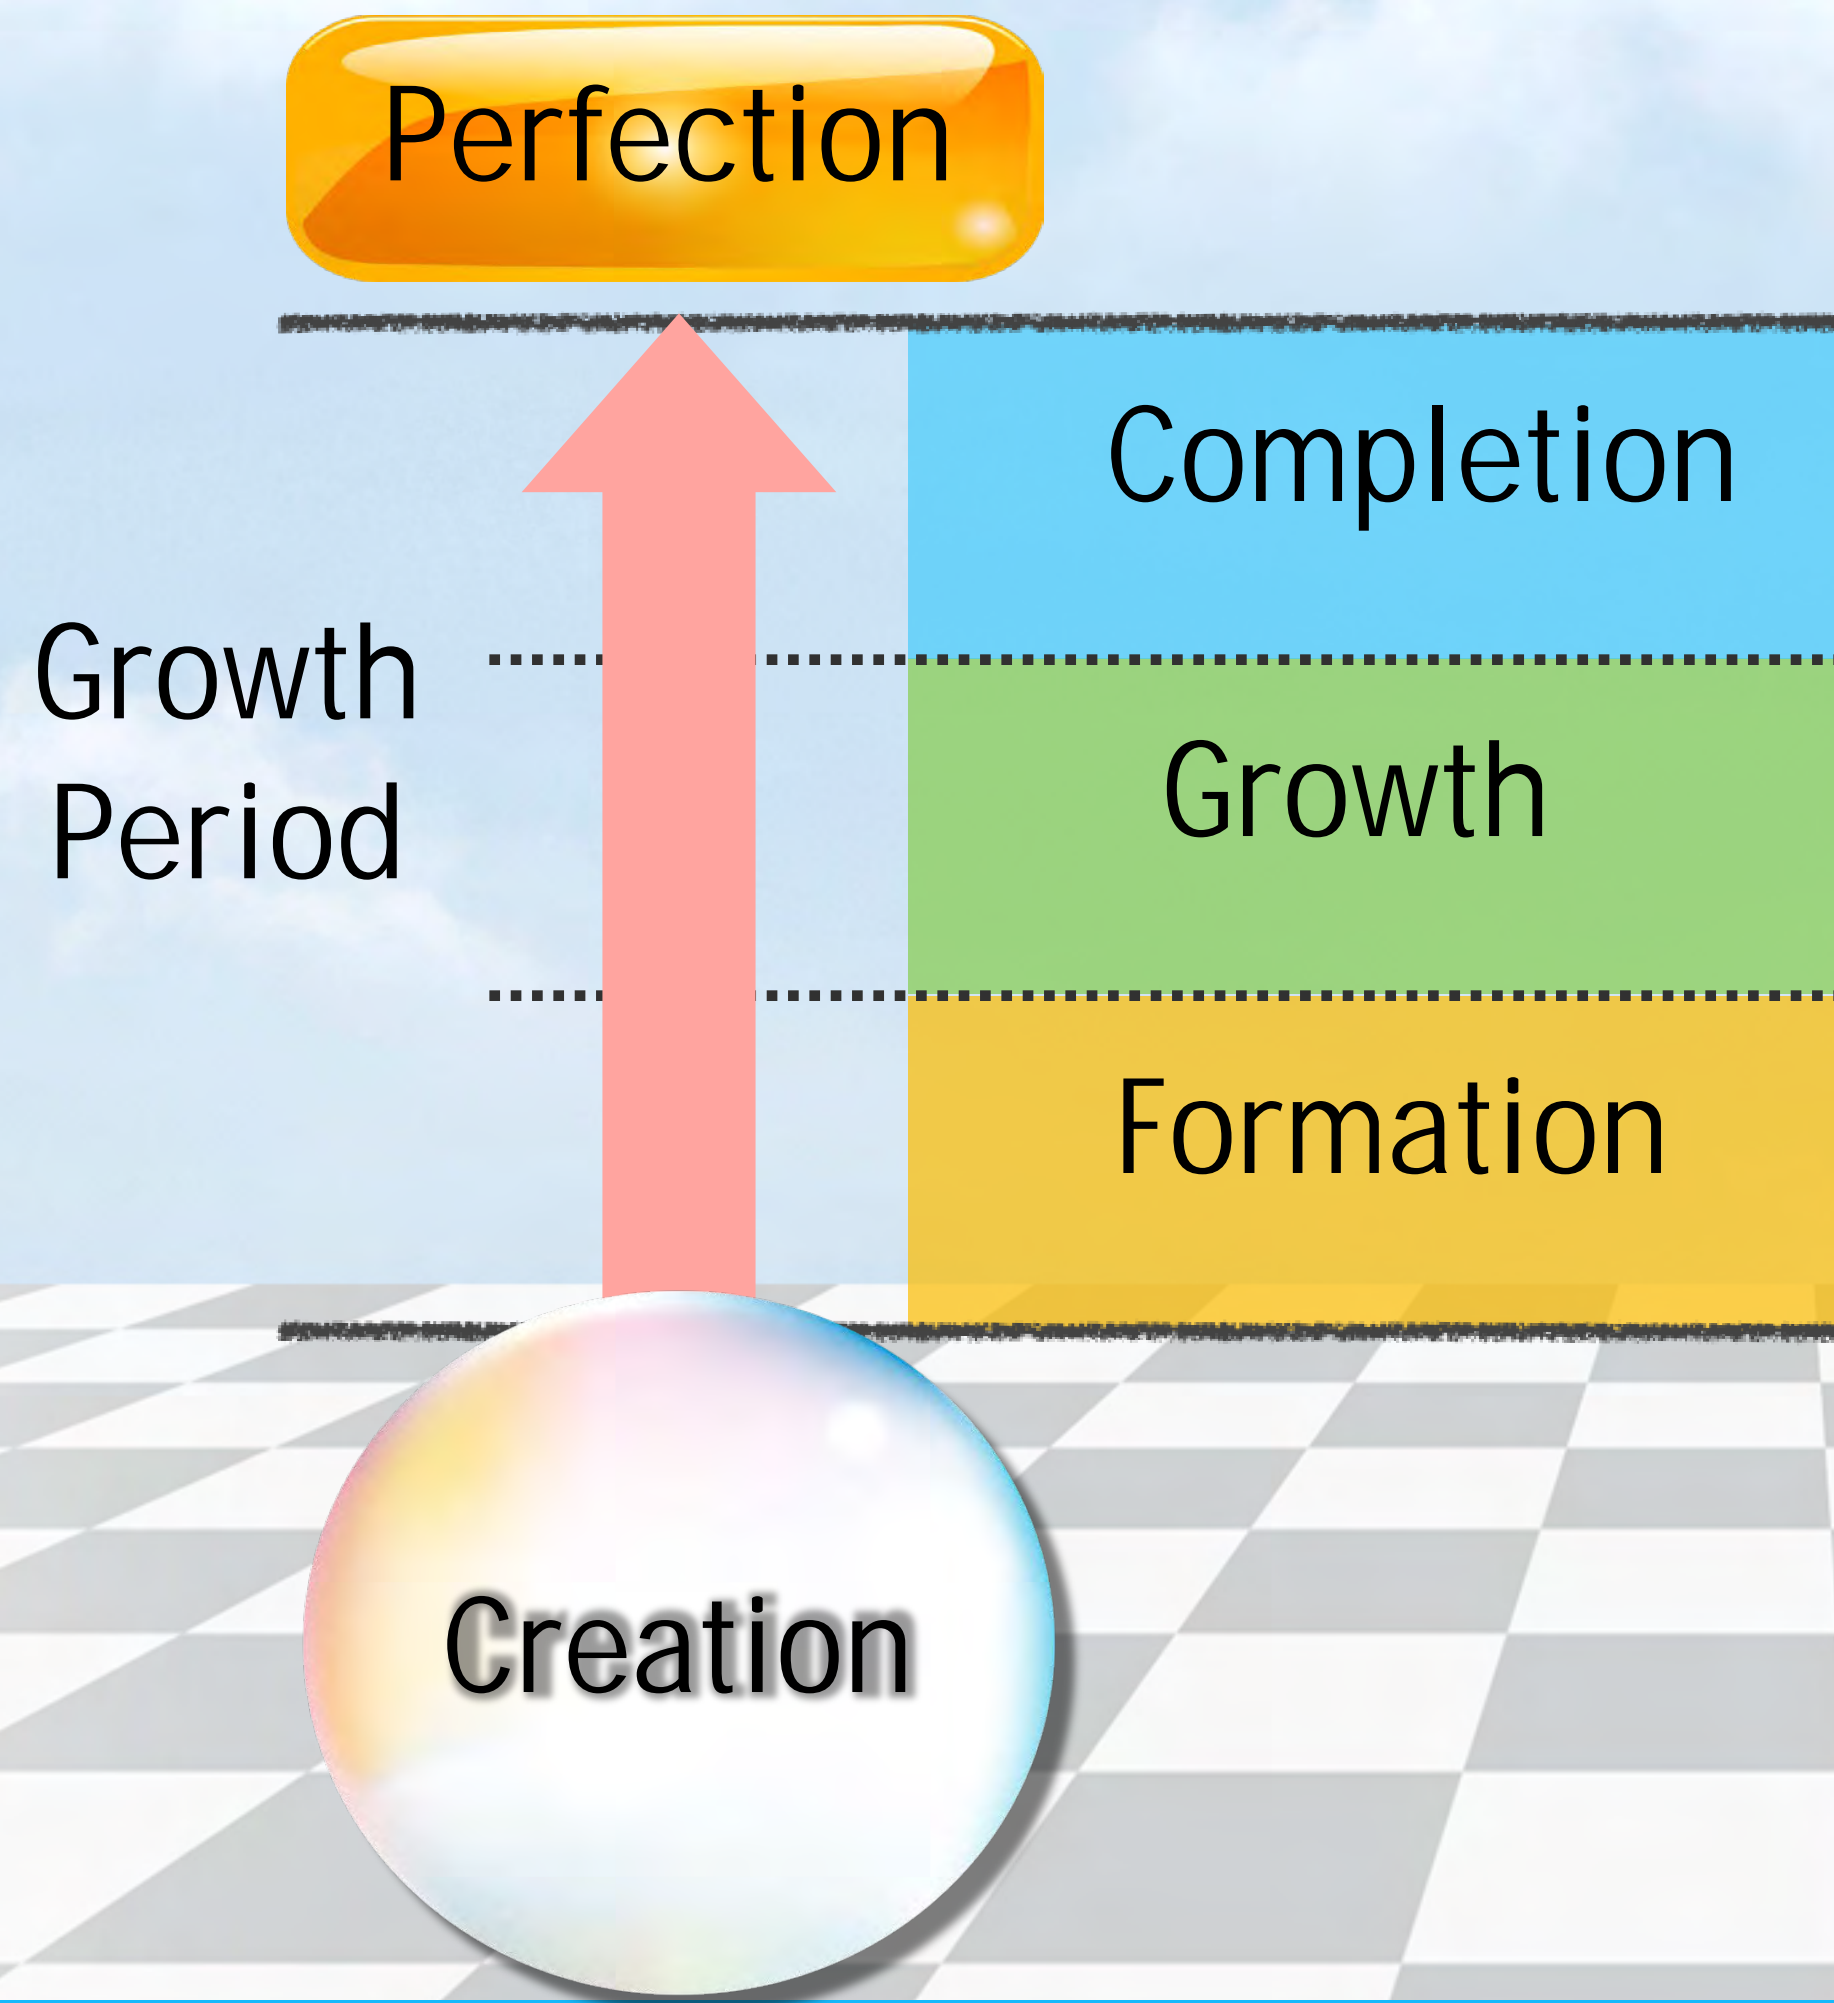 Perfection
Completion
Growth
Period
Growth
Formation
Creation